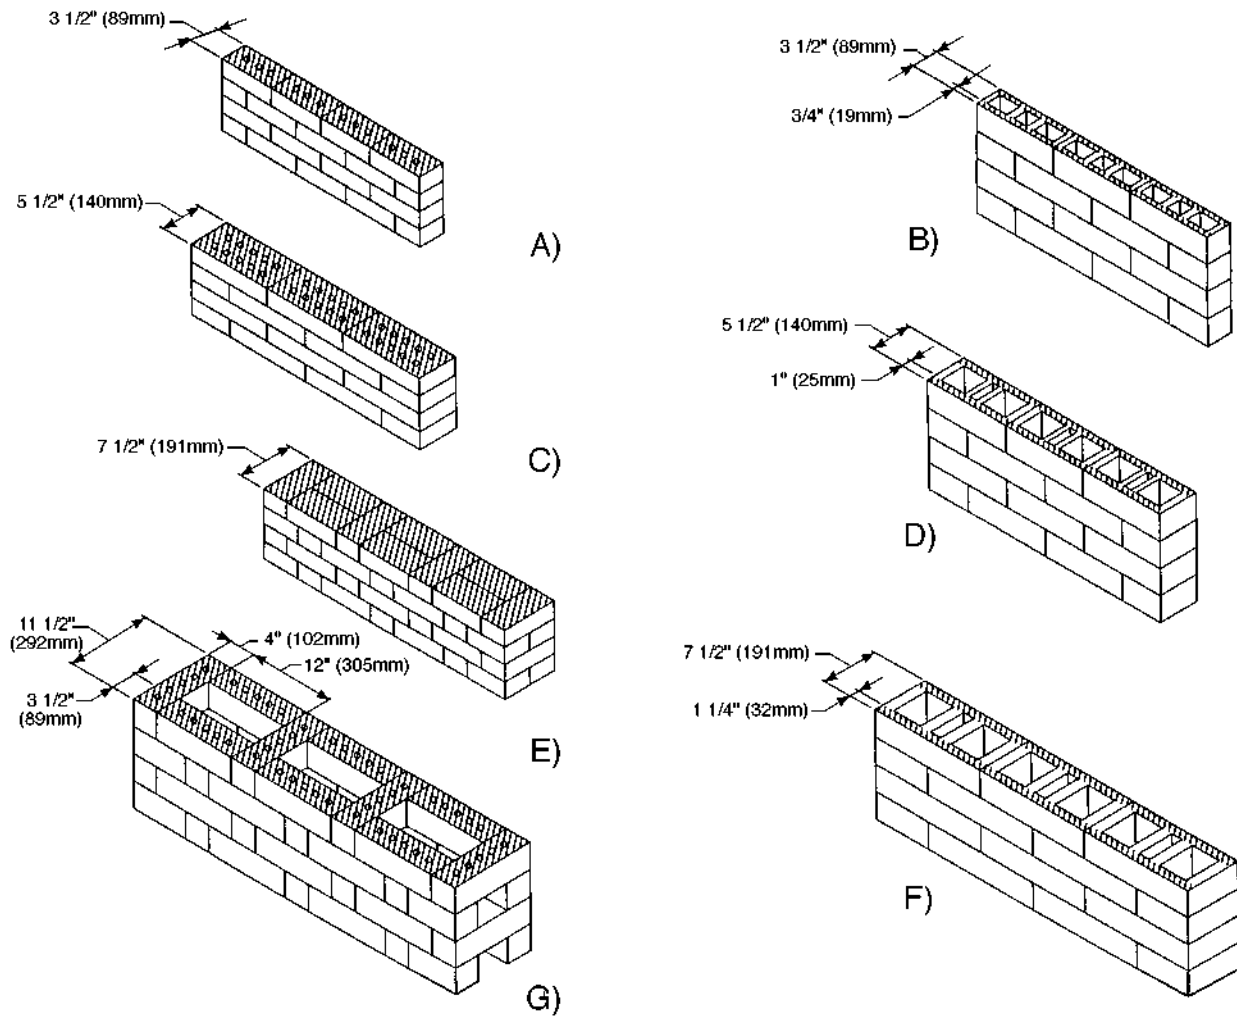 3 1/2" (89mm)
A)
3 1/2" (89mm)
3/4" (19mm)
B)
5 1/2" (140mm)
C)
5 1/2" (140mm)
1" (25mm)
D)
7 1/2" (191mm)
E)
7 1/2" (191mm)
1 1/4" (32mm)
F)
11 1/2"
(292mm)
4" (102mm)
12" (305mm)
3 1/2"
(89mm)
G)